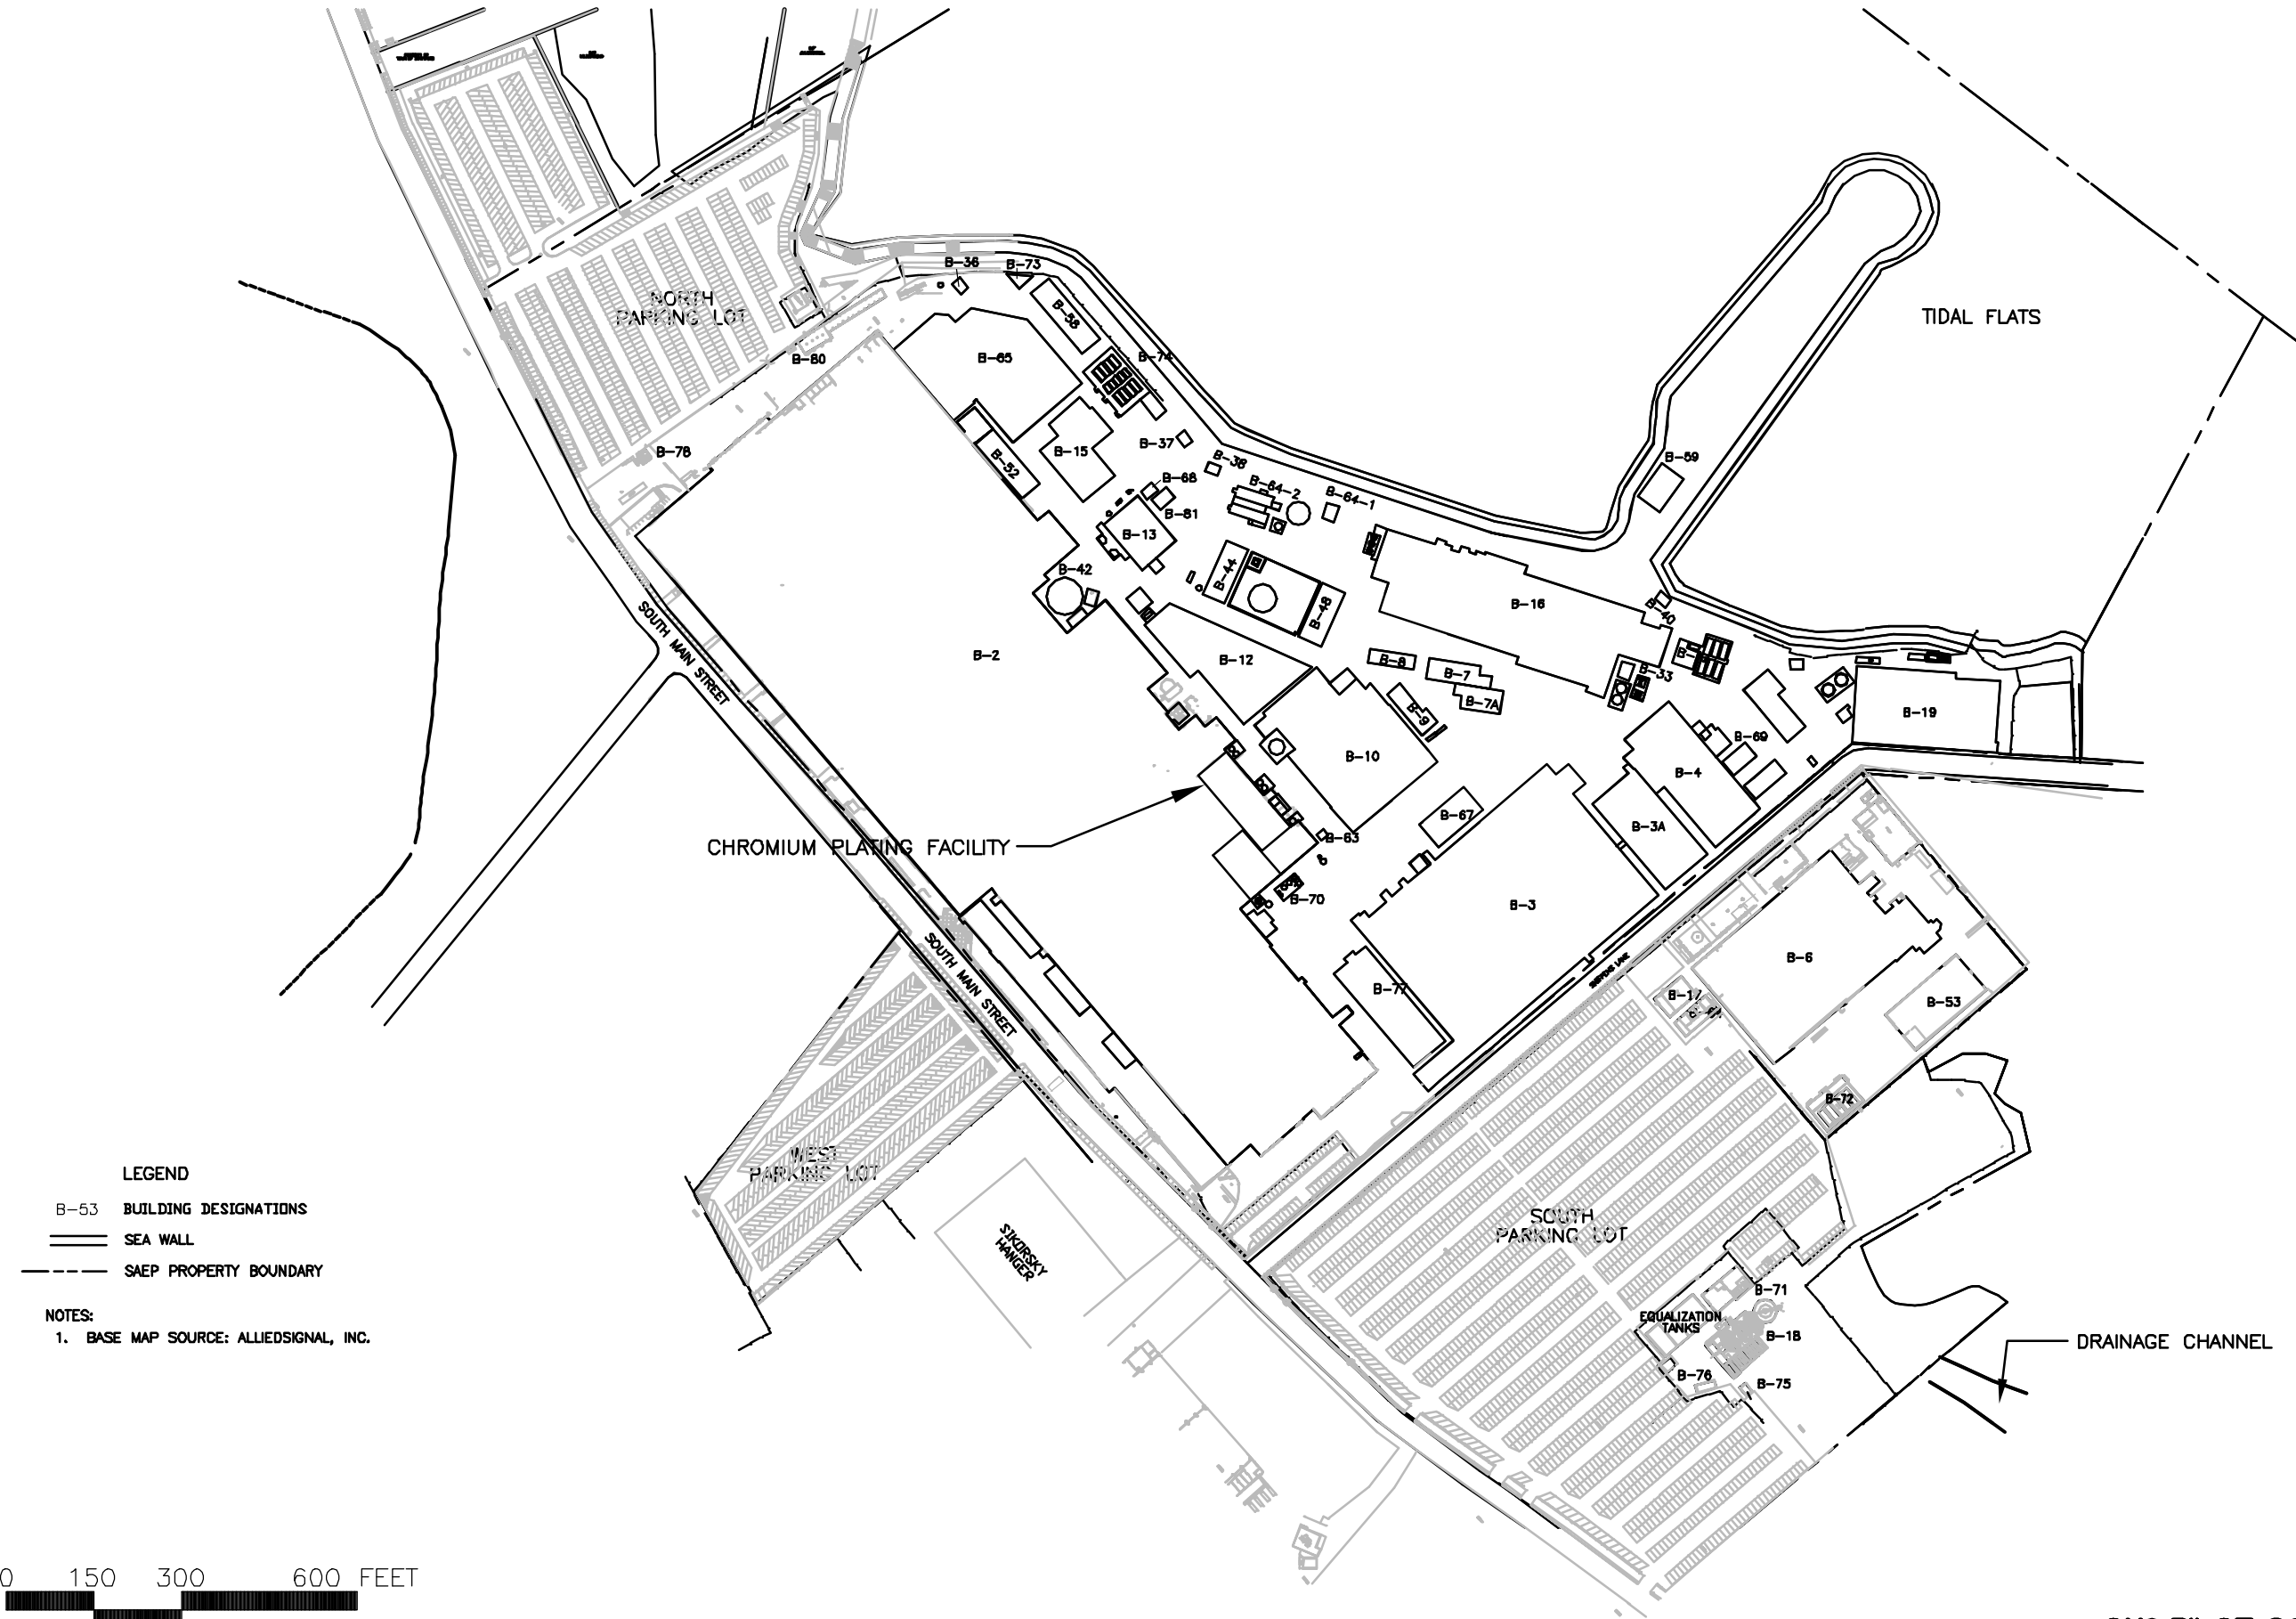 B-36
B-73
NORTH
PARKING LOT
B-58
TIDAL FLATS
B-65
B-74
B-80
B-37
B-15
B-78
B-52
B-38
B-59
B-68
B-64-2
B-64-1
B-81
B-13
B-42
B-44
B-48
B-16
B-40
SOUTH MAIN STREET
B-2
B-12
B-8
B-7
B-7A
B-33
B-9
B-19
B-69
B-10
B-4
B-67
B-3A
B-63
CHROMIUM PLATING FACILITY
B-70
B-3
B-6
SOUTH MAIN STREET
B-77
B-17
B-53
B-72
WEST
PARKING LOT
SOUTH
PARKING LOT
SIKORSKY
HANGER
B-71
EQUALIZATION
TANKS
B-18
B-76
B-75
DRAINAGE CHANNEL
LEGEND
B-53 BUILDING DESIGNATIONS
SEA WALL
SAEP PROPERTY BOUNDARY
NOTES:
1. BASE MAP SOURCE: ALLIEDSIGNAL, INC.
0 150 300 600 FEET